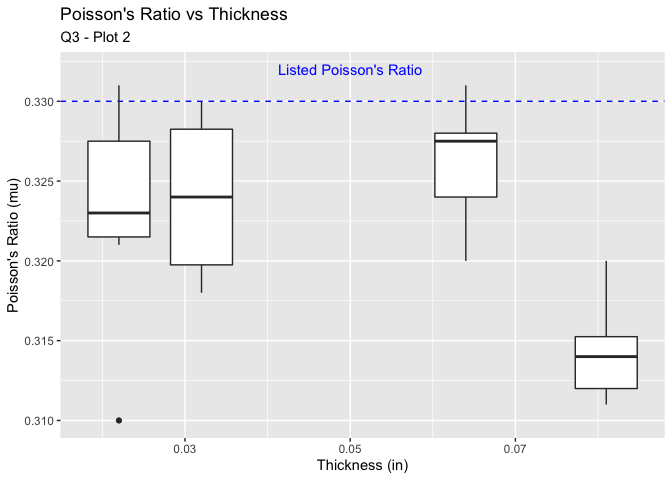 Poisson's Ratio vs Thickness
Q3 - Plot 2
Listed Poisson's Ratio
0.330
0.325
0.320
0.315
0.310
Poisson's Ratio (mu)
0.03 0.05 0.07
Thickness (in)